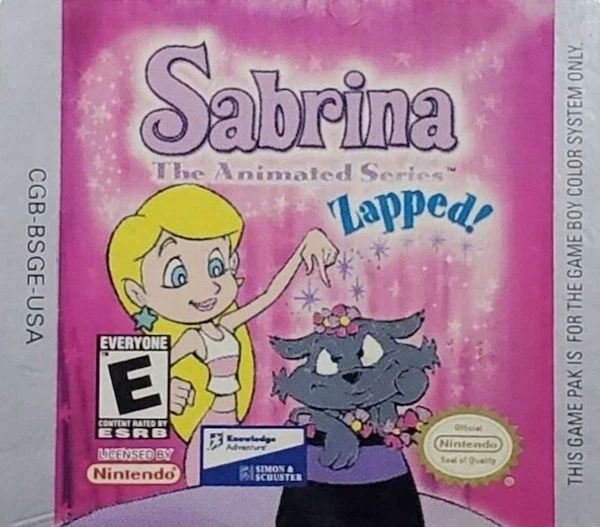 Sabrina
The Animated Series™
Zapped!
CGB-BSGE-USA
THIS GAME PAK IS FOR THE GAME BOY COLOR SYSTEM ONLY.
EVERYONE
TM
E
CONTENT RATED BY
ESRB
LICENSED BY
Nintendo®
Knowledge
Adventure®
SIMON &
SCHUSTER
Official
Nintendo
Seal of Quality
®